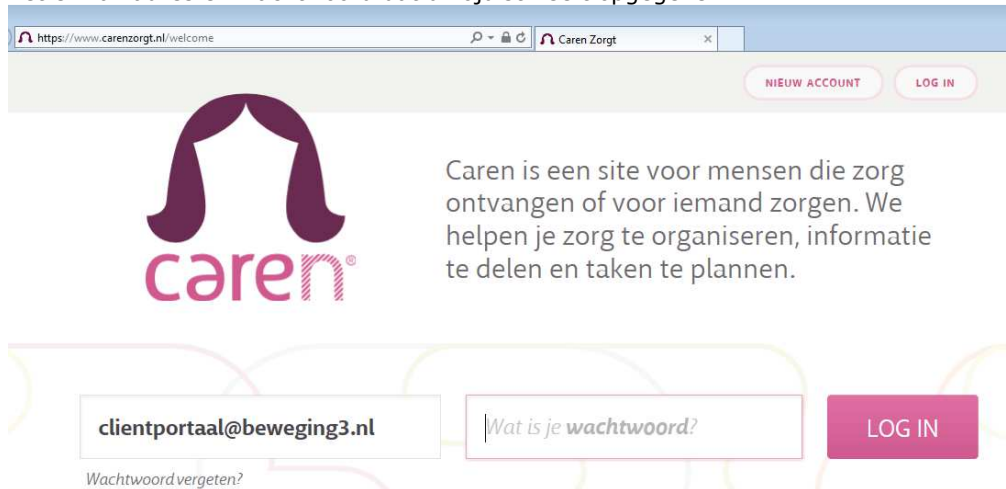 https://www.carenzorgt.nl/welcome
Caren Zorgt
NIEUW ACCOUNT
LOG IN
Caren is een site voor mensen die zorg
ontvangen of voor iemand zorgen. We
helpen je zorg te organiseren, informatie
te delen en taken te plannen.
caren®
clientportaal@beweging3.nl
Wat is je wachtwoord?
LOG IN
Wachtwoord vergeten?